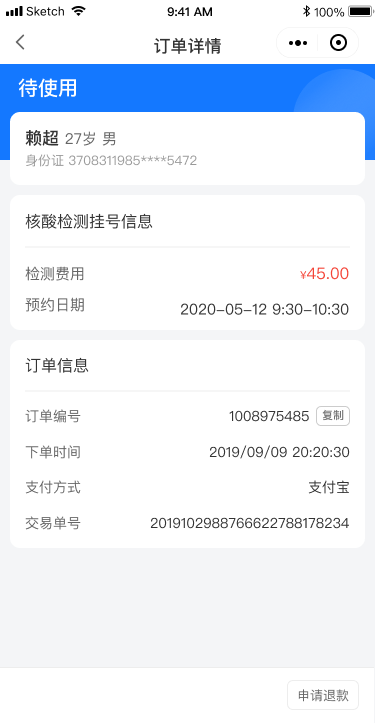 Sketch 9:41 AM 100%
订单详情
待使用
赖超 27岁 男
身份证 3708311985****5472
核酸检测挂号信息
检测费用 ¥45.00
预约日期 2020-05-12 9:30-10:30
订单信息
订单编号 1008975485 复制
下单时间 2019/09/09 20:20:30
支付方式 支付宝
交易单号 2019102988766622788178234
申请退款